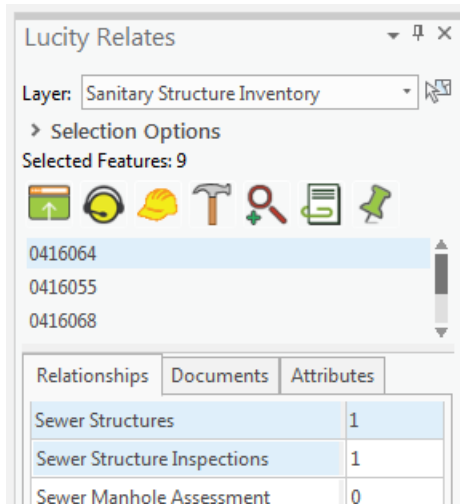 Lucity Relates
Layer: Sanitary Structure Inventory
> Selection Options
Selected Features: 9
0416064
0416055
0416068
Relationships Documents Attributes
Sewer Structures 1
Sewer Structure Inspections 1
Sewer Manhole Assessment 0